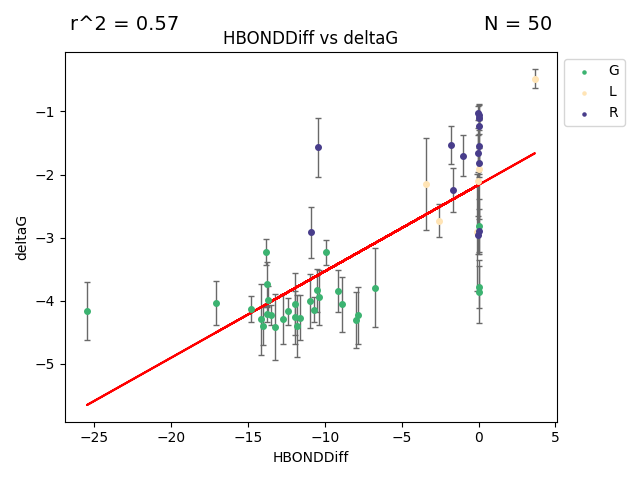 r^2 = 0.57
N = 50
HBONDDiff vs deltaG
G
L
R
deltaG
−1
−2
−3
−4
−5
−25
−20
−15
−10
−5
0
5
HBONDDiff